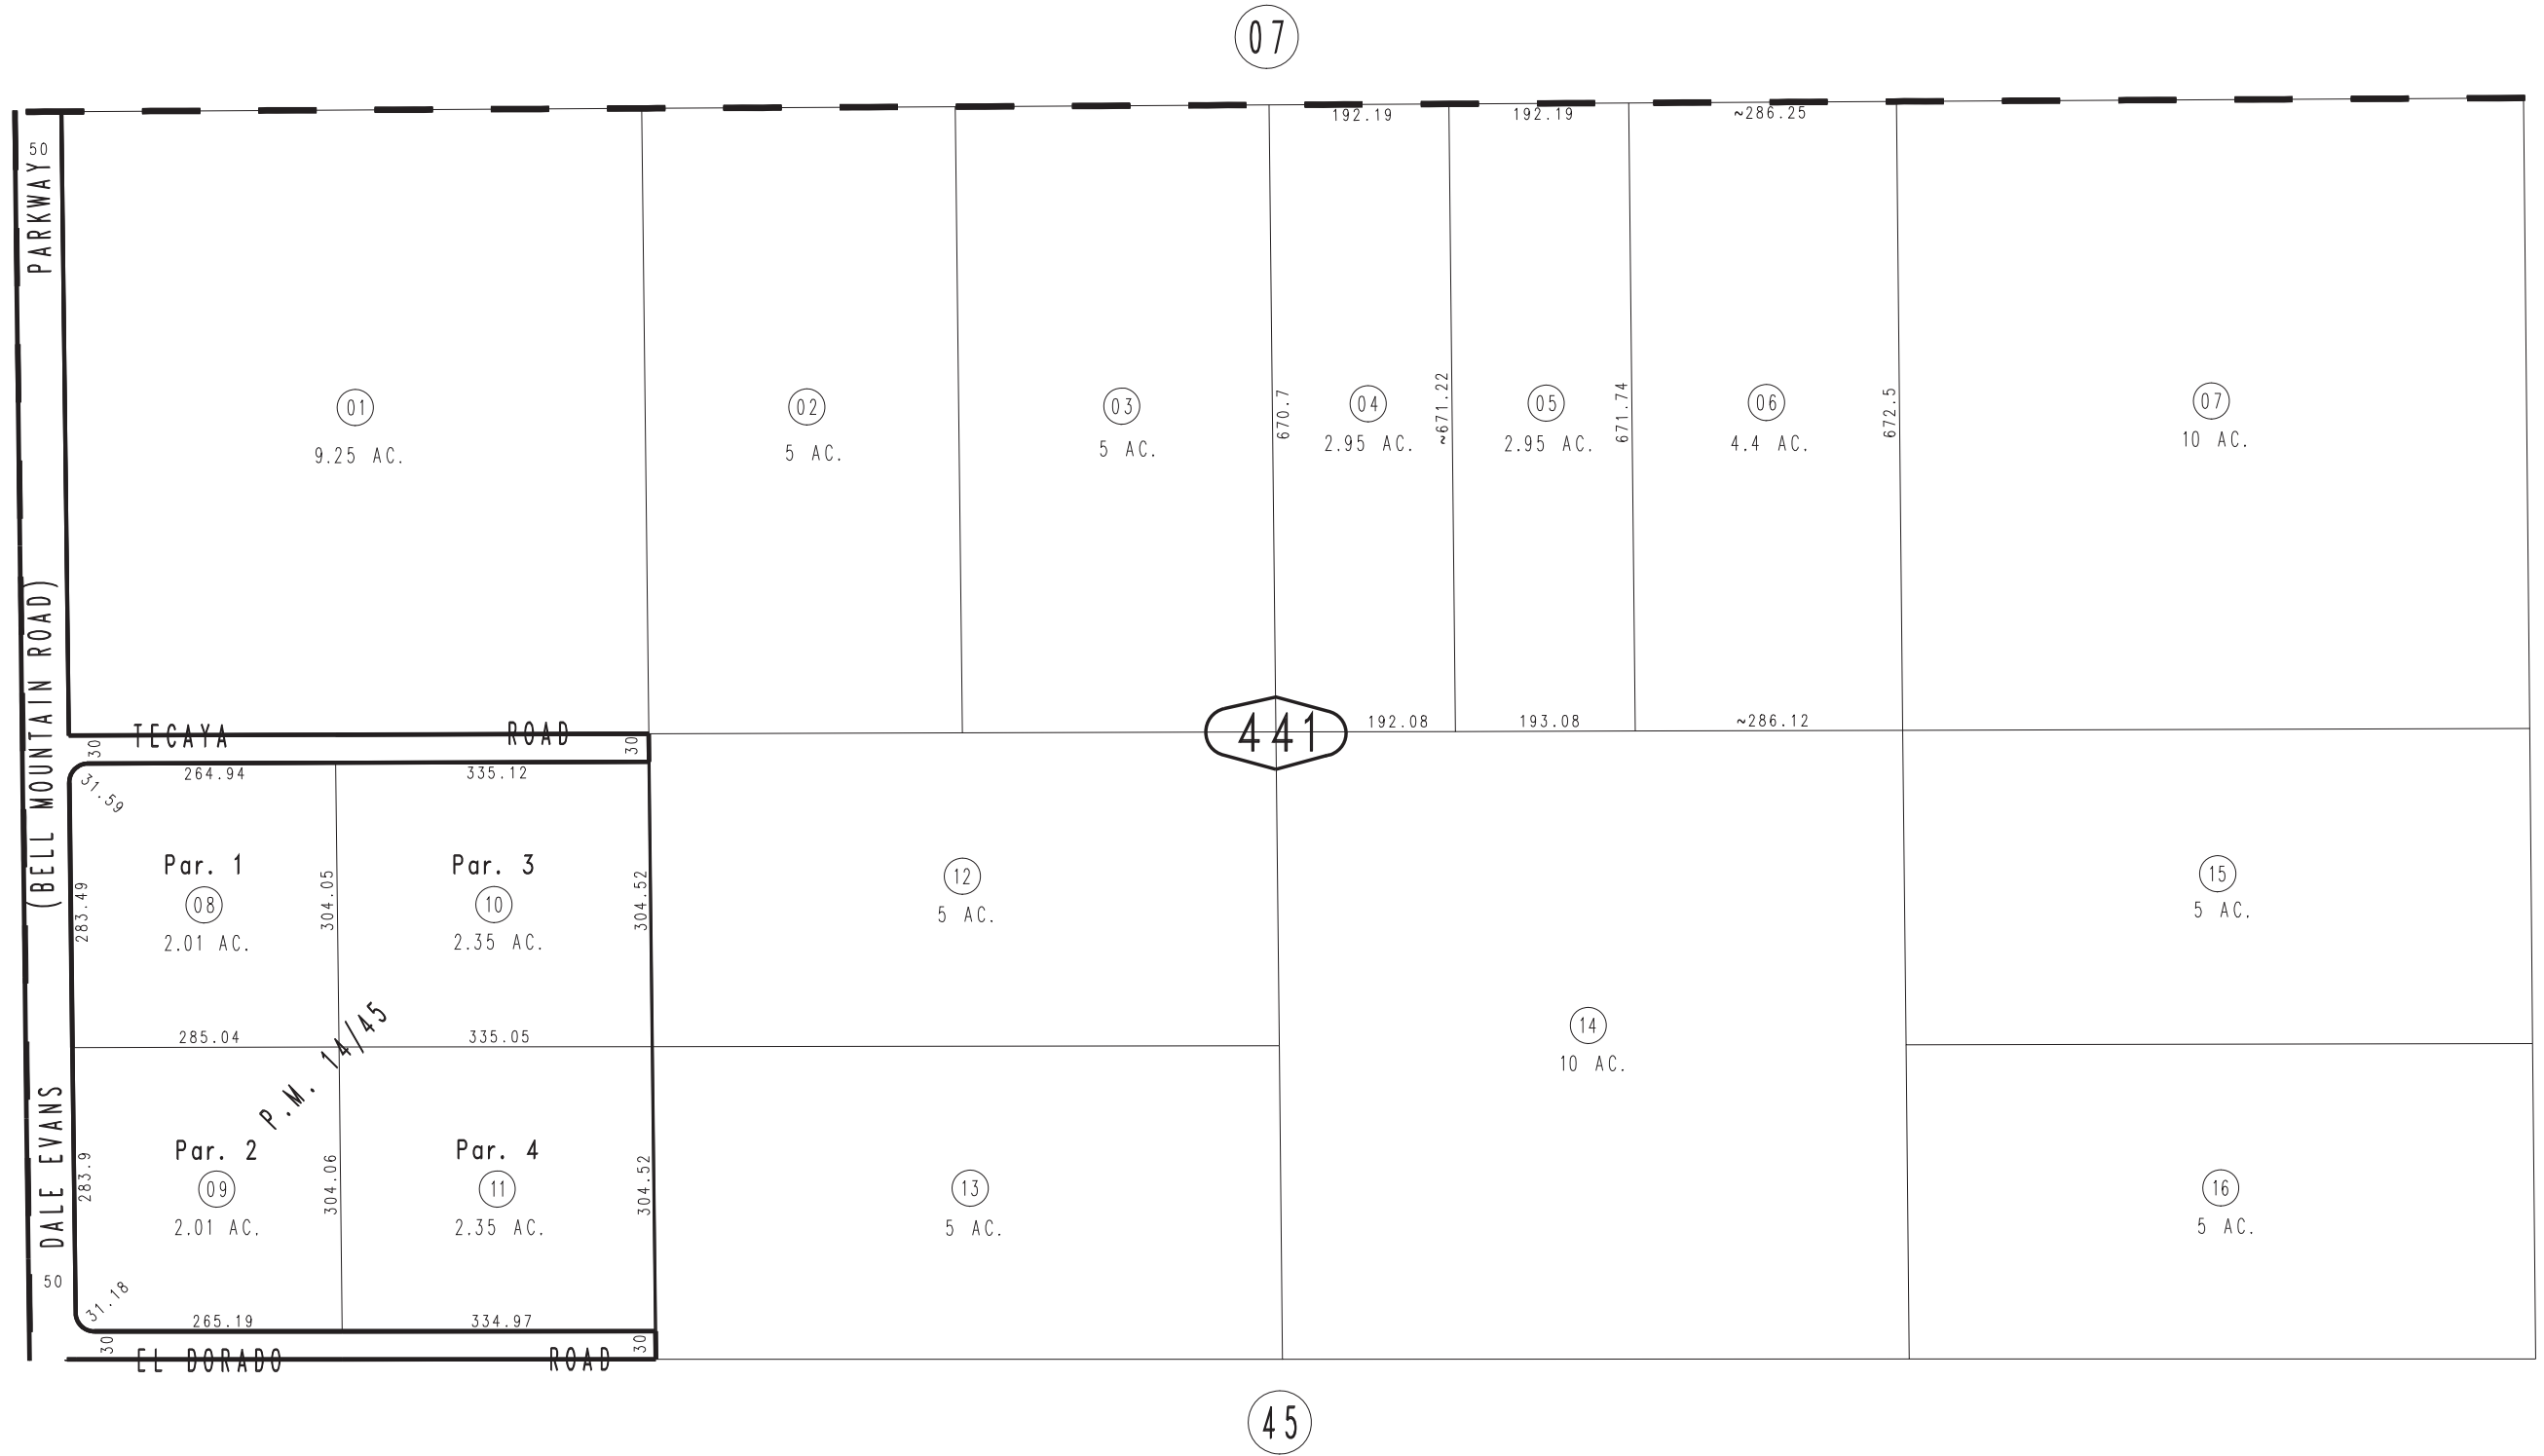 07
192.19
192.19
~286.25
50
PARKWAY
01
9.25 AC.
02
5 AC.
03
5 AC.
670.7
04
2.95 AC.
~671.22
05
2.95 AC.
671.74
06
4.4 AC.
672.5
07
10 AC.
(BELL MOUNTAIN ROAD)
TECAYA ROAD
30
30
441
192.08
193.08
~286.12
264.94
335.12
31.59
Par. 1
08
2.01 AC.
283.49
304.05
Par. 3
10
2.35 AC.
304.52
12
5 AC.
15
5 AC.
14
10 AC.
285.04
335.05
P.M. 14/45
DALE EVANS
283.9
Par. 2
09
2.01 AC.
304.06
Par. 4
11
2.35 AC.
304.52
13
5 AC.
16
5 AC.
50
31.18
265.19
334.97
30
30
EL DORADO ROAD
45